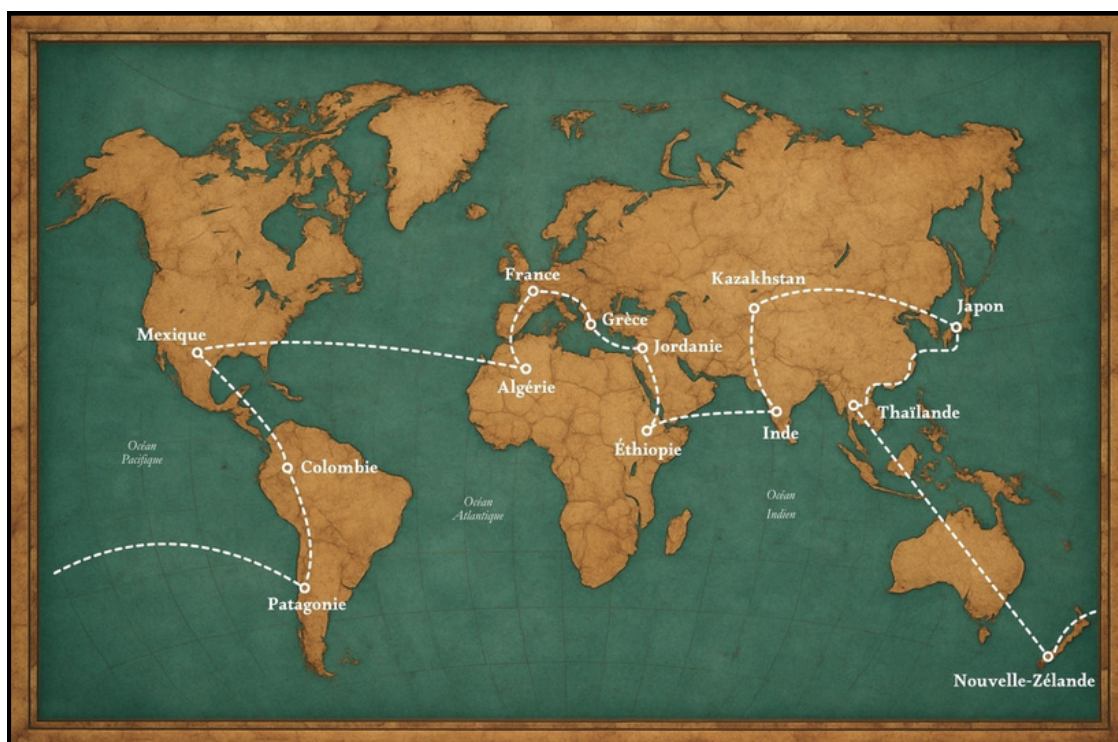 France
Kazakhstan
Japon
Grèce
Mexique
Jordanie
Algérie
Thaïlande
Inde
Éthiopie
Océan
Pacifique
Colombie
Océan
Atlantique
Océan
Indien
Patagonie
Nouvelle-Zélande